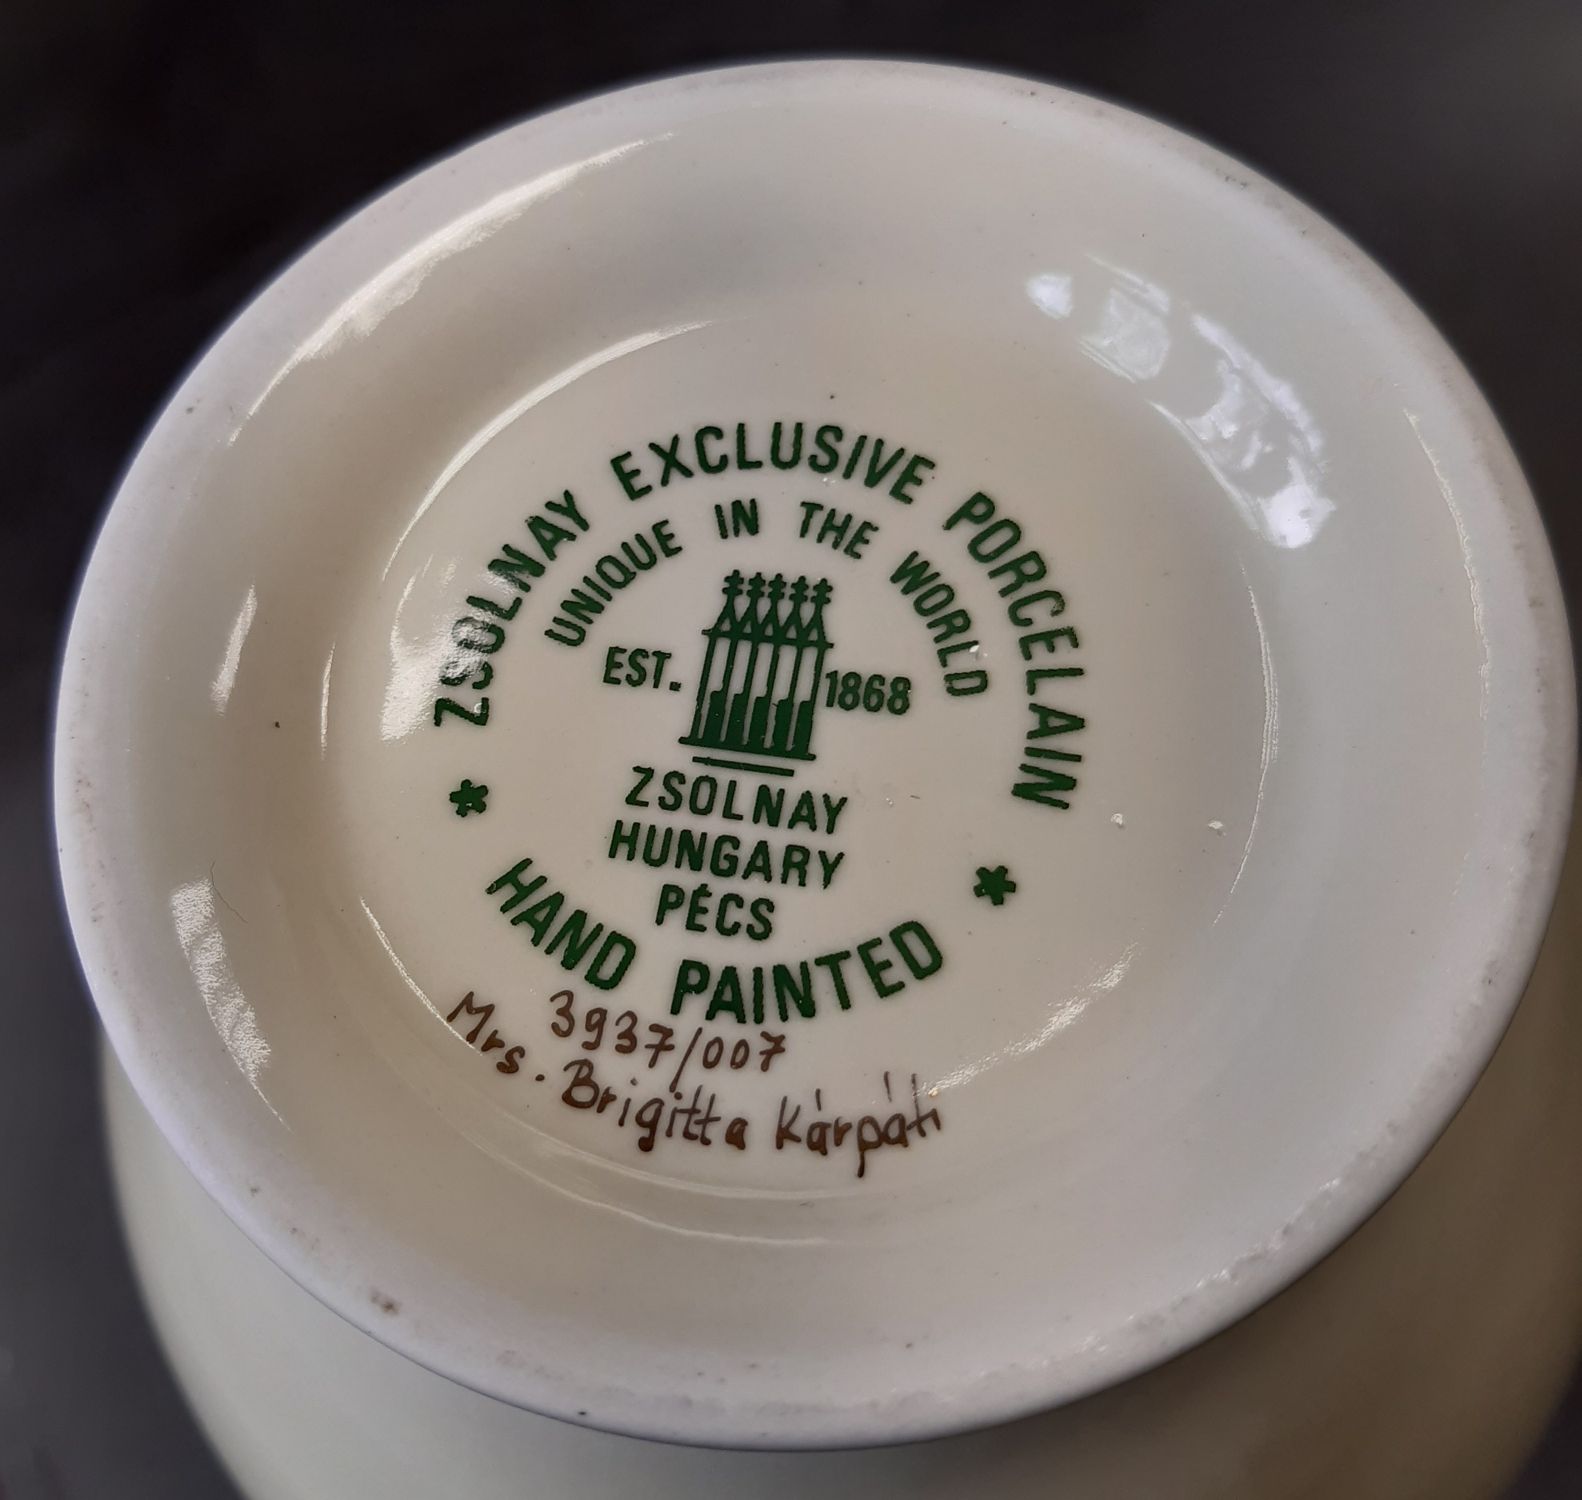 ZSOLNAY EXCLUSIVE PORCELAIN
UNIQUE IN THE WORLD
EST. 1868
ZSOLNAY
HUNGARY
PÉCS
* HAND PAINTED *
3937/007
Mrs. Brigitta Kárpáti